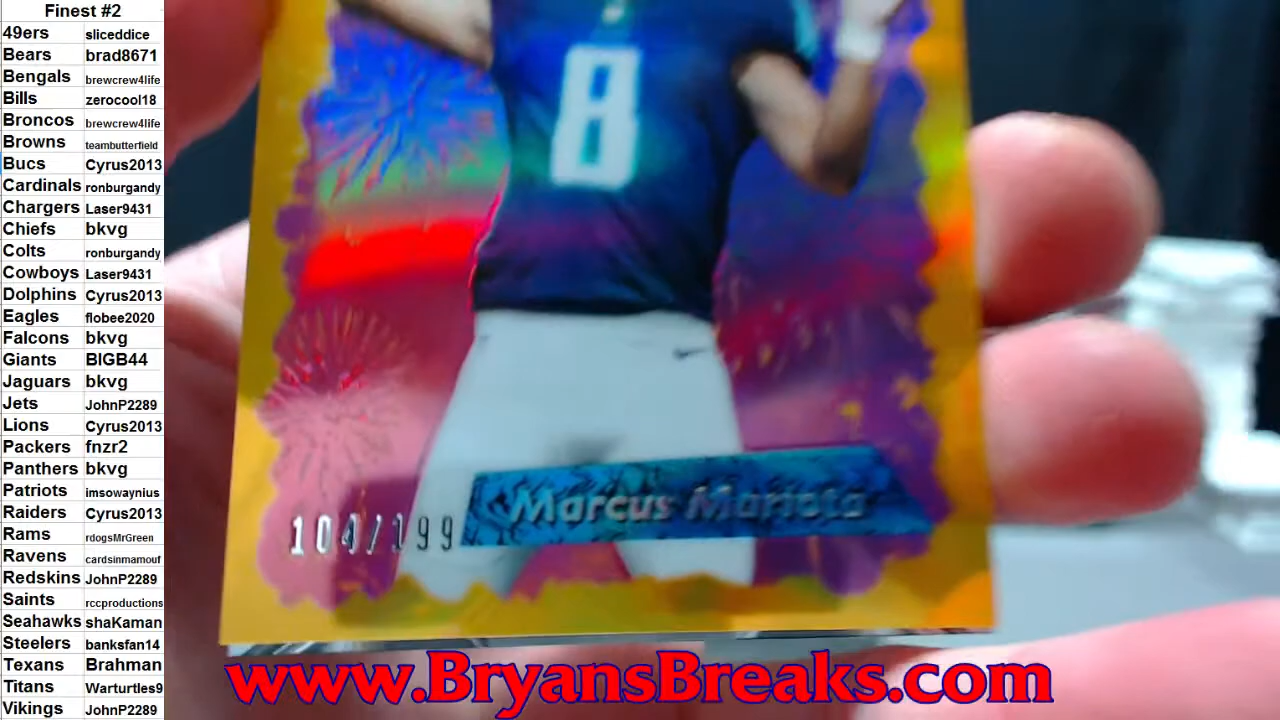 Finest #2
49ers sliceddice
Bears brad8671
Bengals brewcrew4life
Bills zerocool18
Broncos brewcrew4life
Browns teambutterfield
Bucs Cyrus2013
Cardinals ronburgandy
Chargers Laser9431
Chiefs bkvg
Colts ronburgandy
Cowboys Laser9431
Dolphins Cyrus2013
Eagles flobee2020
Falcons bkvg
Giants BIGB44
Jaguars bkvg
Jets JohnP2289
Lions Cyrus2013
Packers fnzr2
Panthers bkvg
Patriots imsowaynius
Raiders Cyrus2013
Rams rdogsMrGreen
Ravens cardsinmamouf
Redskins JohnP2289
Saints rccproductions
Seahawks shaKaman
Steelers banksfan14
Texans Brahman
Titans Warturtles9
Vikings JohnP2289
8
Marcus Mariota
104/199
www.BryansBreaks.com